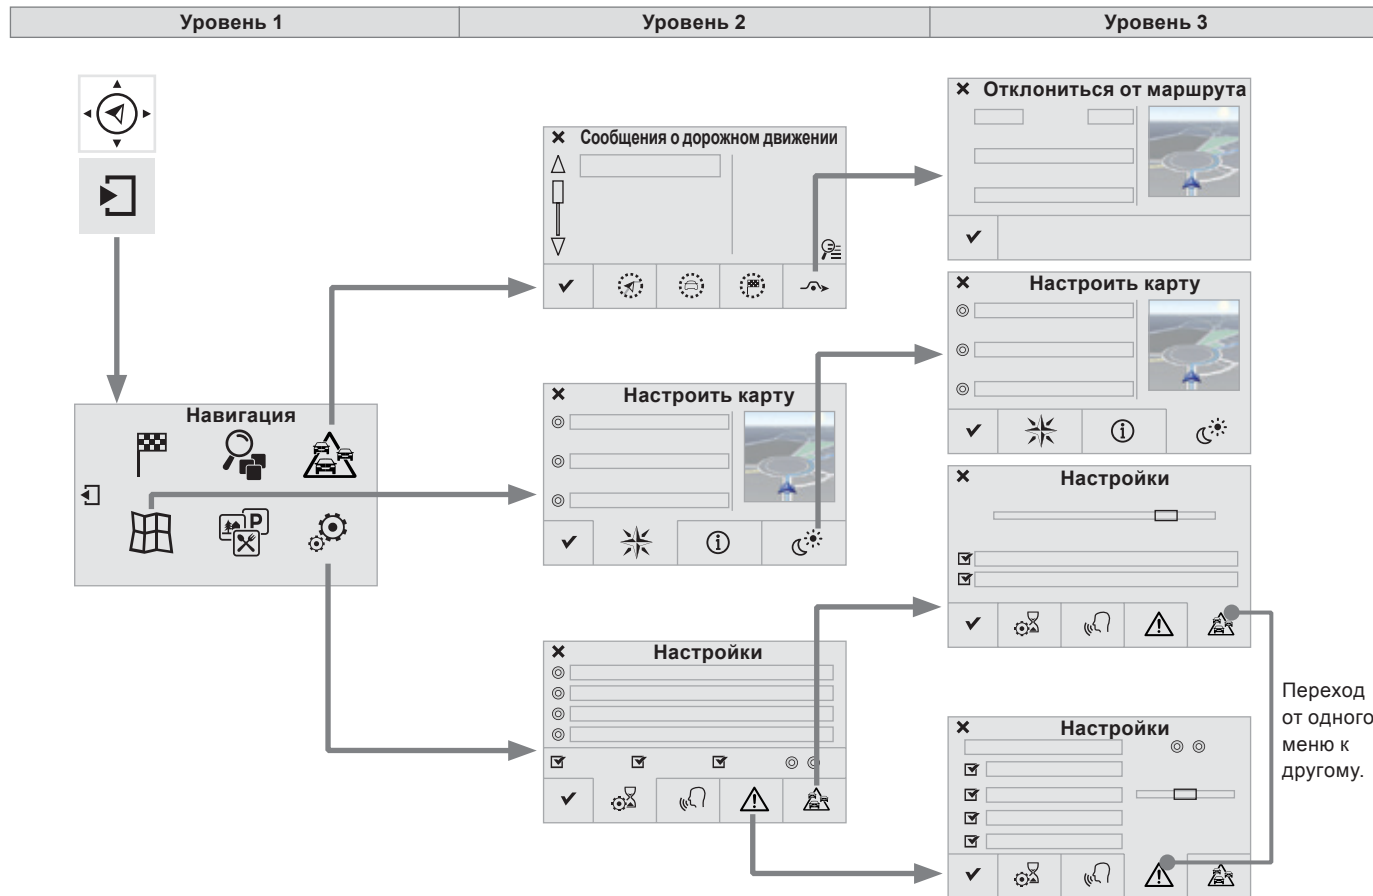 Уровень 1
Уровень 2
Уровень 3
Навигация
Сообщения о дорожном движении
Настроить карту
Настройки
Отклониться от маршрута
Настроить карту
Настройки
Настройки
Переход
от одного
меню к
другому.